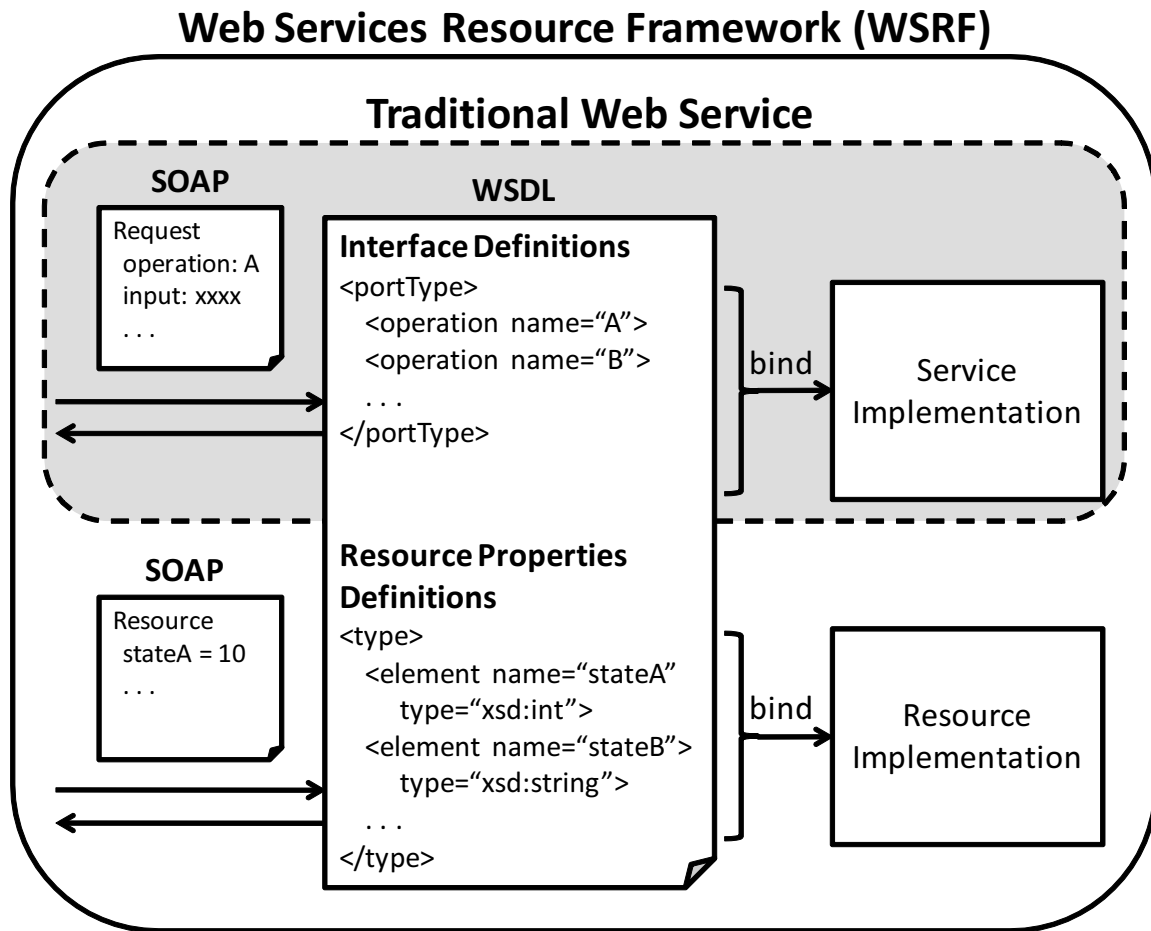 Web Services Resource Framework (WSRF)
Traditional Web Service
SOAP
Request
operation: A
input: xxxx
. . .
WSDL
Interface Definitions
<portType>
<operation name=“A”>
<operation name=“B”>
. . .
</portType>
bind
Service
Implementation
SOAP
Resource
stateA = 10
. . .
Resource Properties
Definitions
<type>
<element name=“stateA”
type=“xsd:int”>
<element name=“stateB”>
type=“xsd:string”>
. . .
</type>
bind
Resource
Implementation